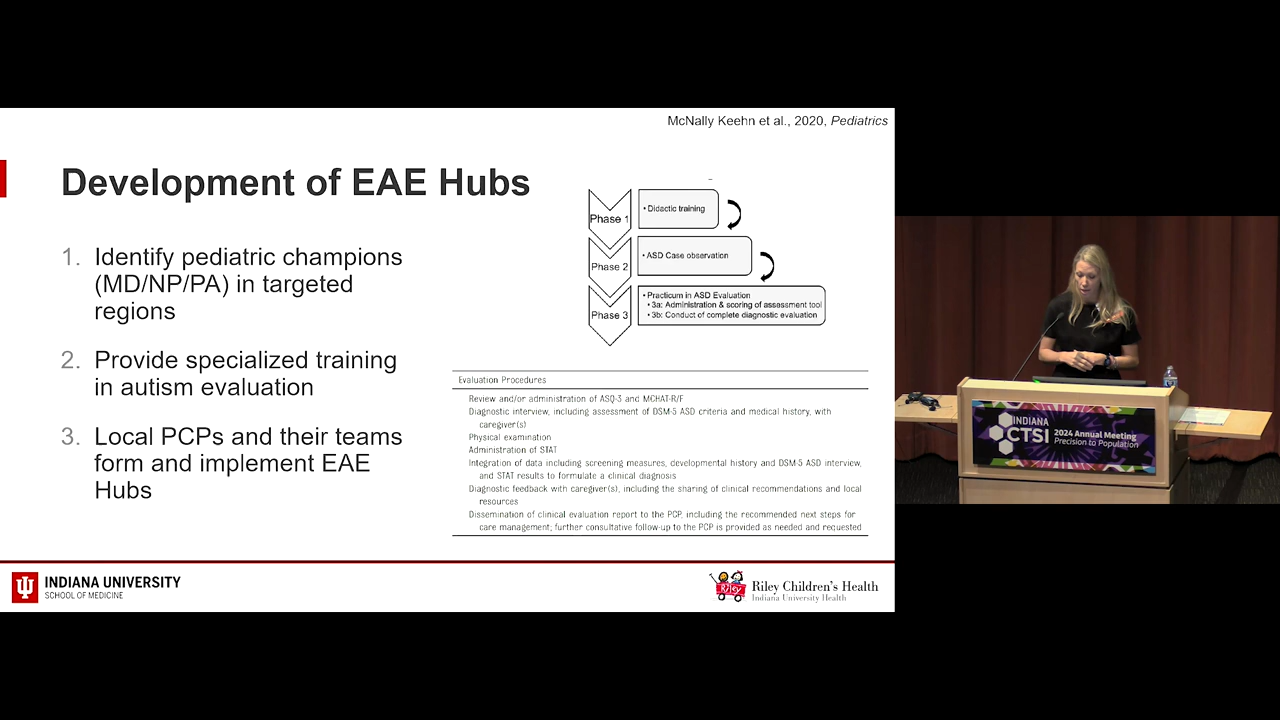 McNally Keehn et al., 2020, Pediatrics
Development of EAE Hubs
1. Identify pediatric champions
(MD/NP/PA) in targeted
regions
2. Provide specialized training
in autism evaluation
3. Local PCPs and their teams
form and implement EAE
Hubs
Phase 1
• Didactic training
Phase 2
• ASD Case observation
Phase 3
• Practicum in ASD Evaluation
• 3a: Administration & scoring of assessment tool
• 3b: Conduct of complete diagnostic evaluation
Evaluation Procedures
Review and/or administration of ASQ-3 and MCHAT-R/F
Diagnostic interview, including assessment of DSM-5 ASD criteria and medical history, with
caregiver(s)
Physical examination
Administration of STAT
Integration of data including screening measures, developmental history and DSM-5 ASD interview,
and STAT results to formulate a clinical diagnosis
Diagnostic feedback with caregiver(s), including the sharing of clinical recommendations and local
resources
Dissemination of clinical evaluation report to the PCP, including the recommended next steps for
care management; further consultative follow-up to the PCP is provided as needed and requested
INDIANA UNIVERSITY
SCHOOL OF MEDICINE
Riley
Riley Children's Health
Indiana University Health
INDIANA
CTSI
2024 Annual Meeting
Precision to Population